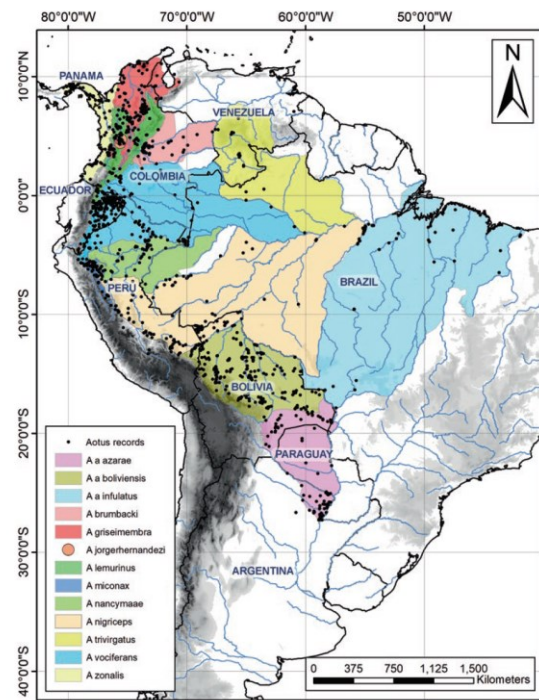 80°0'0"W 70°0'0"W 60°0'0"W 50°0'0"W
N
10°0'0"N
PANAMA
VENEZUELA
COLOMBIA
ECUADOR
0°0'0"
BRAZIL
PERU
10°0'0"S
BOLIVIA
20°0'0"S
PARAGUAY
30°0'0"S
ARGENTINA
40°0'0"S
Aotus records
A a azarae
A a boliviensis
A a infulatus
A brumbacki
A griseimembra
A jorgerhernandezi
A lemurinus
A miconax
A nancymaae
A nigriceps
A trivirgatus
A vociferans
A zonalis
0 375 750 1,125 1,500
Kilometers